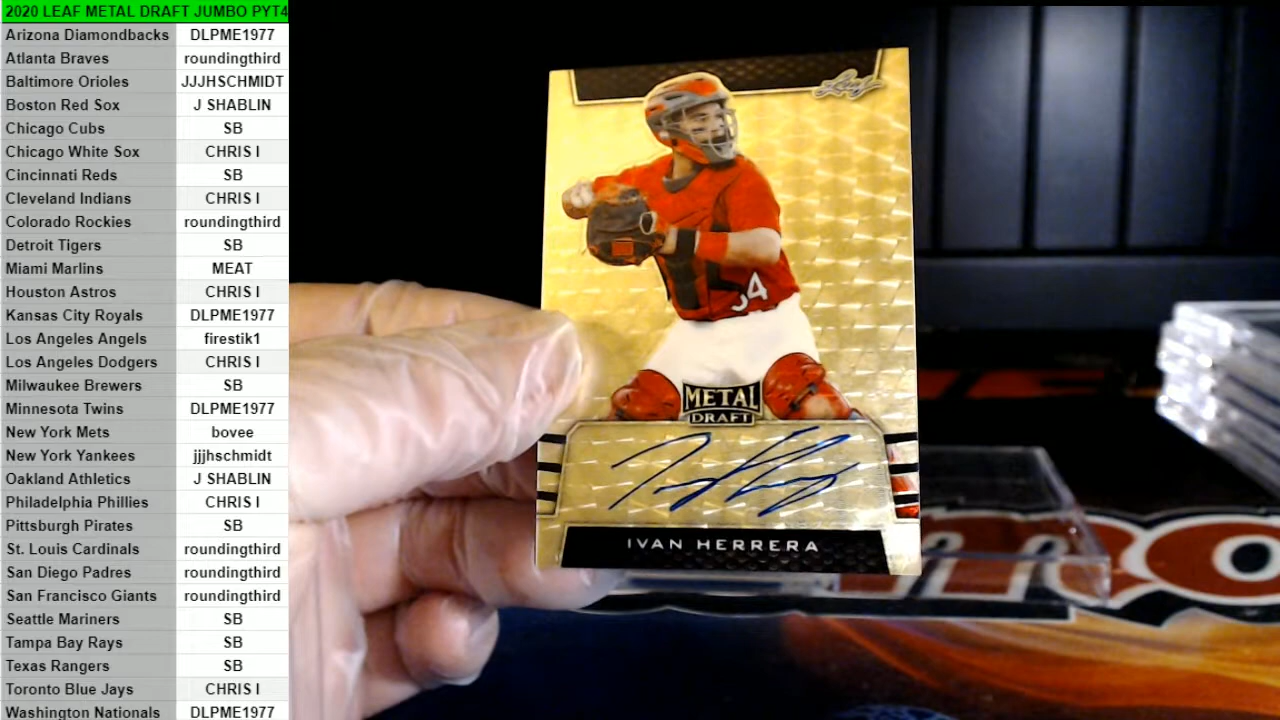 2020 LEAF METAL DRAFT JUMBO PYT4
Arizona Diamondbacks DLPME1977
Atlanta Braves roundingthird
Baltimore Orioles JJJHSCHMIDT
Boston Red Sox J SHABLIN
Chicago Cubs SB
Chicago White Sox CHRIS I
Cincinnati Reds SB
Cleveland Indians CHRIS I
Colorado Rockies roundingthird
Detroit Tigers SB
Miami Marlins MEAT
Houston Astros CHRIS I
Kansas City Royals DLPME1977
Los Angeles Angels firestik1
Los Angeles Dodgers CHRIS I
Milwaukee Brewers SB
Minnesota Twins DLPME1977
New York Mets bovee
New York Yankees jjjhschmidt
Oakland Athletics J SHABLIN
Philadelphia Phillies CHRIS I
Pittsburgh Pirates SB
St. Louis Cardinals roundingthird
San Diego Padres roundingthird
San Francisco Giants roundingthird
Seattle Mariners SB
Tampa Bay Rays SB
Texas Rangers SB
Toronto Blue Jays CHRIS I
Washington Nationals DLPME1977
Leaf
METAL
DRAFT
IVAN HERRERA